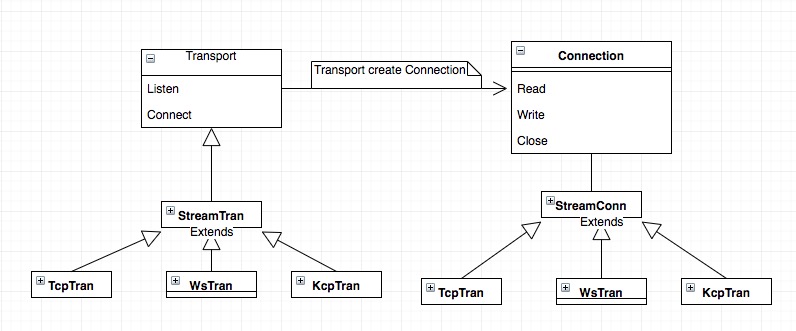 Transport
Listen
Connect
Transport create Connection
Connection
Read
Write
Close
StreamTran
Extends
TcpTran
WsTran
KcpTran
StreamConn
Extends
TcpTran
WsTran
KcpTran